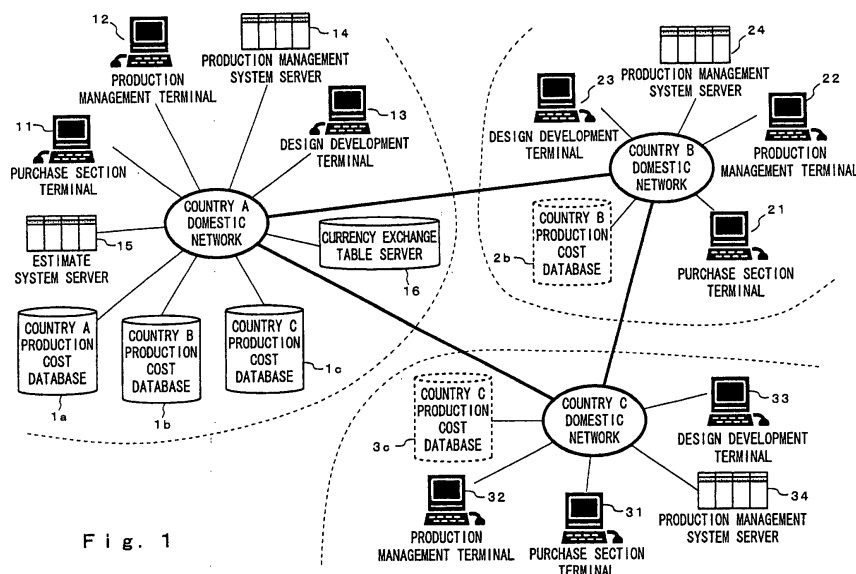 12
PRODUCTION
MANAGEMENT TERMINAL
14
PRODUCTION MANAGEMENT
SYSTEM SERVER
11
PURCHASE SECTION
TERMINAL
13
DESIGN DEVELOPMENT
TERMINAL
COUNTRY A
DOMESTIC
NETWORK
15
ESTIMATE
SYSTEM SERVER
CURRENCY EXCHANGE
TABLE SERVER
16
COUNTRY A
PRODUCTION
COST
DATABASE
1a
COUNTRY B
PRODUCTION
COST
DATABASE
1b
COUNTRY C
PRODUCTION
COST
DATABASE
1c
24
PRODUCTION MANAGEMENT
SYSTEM SERVER
23
DESIGN DEVELOPMENT
TERMINAL
22
PRODUCTION
MANAGEMENT TERMINAL
COUNTRY B
DOMESTIC
NETWORK
COUNTRY B
PRODUCTION
COST
DATABASE
2b
21
PURCHASE SECTION
TERMINAL
COUNTRY C
PRODUCTION
COST
DATABASE
3c
COUNTRY C
DOMESTIC
NETWORK
33
DESIGN DEVELOPMENT
TERMINAL
32
PRODUCTION
MANAGEMENT TERMINAL
31
PURCHASE SECTION
TERMINAL
34
PRODUCTION MANAGEMENT
SYSTEM SERVER
Fig. 1